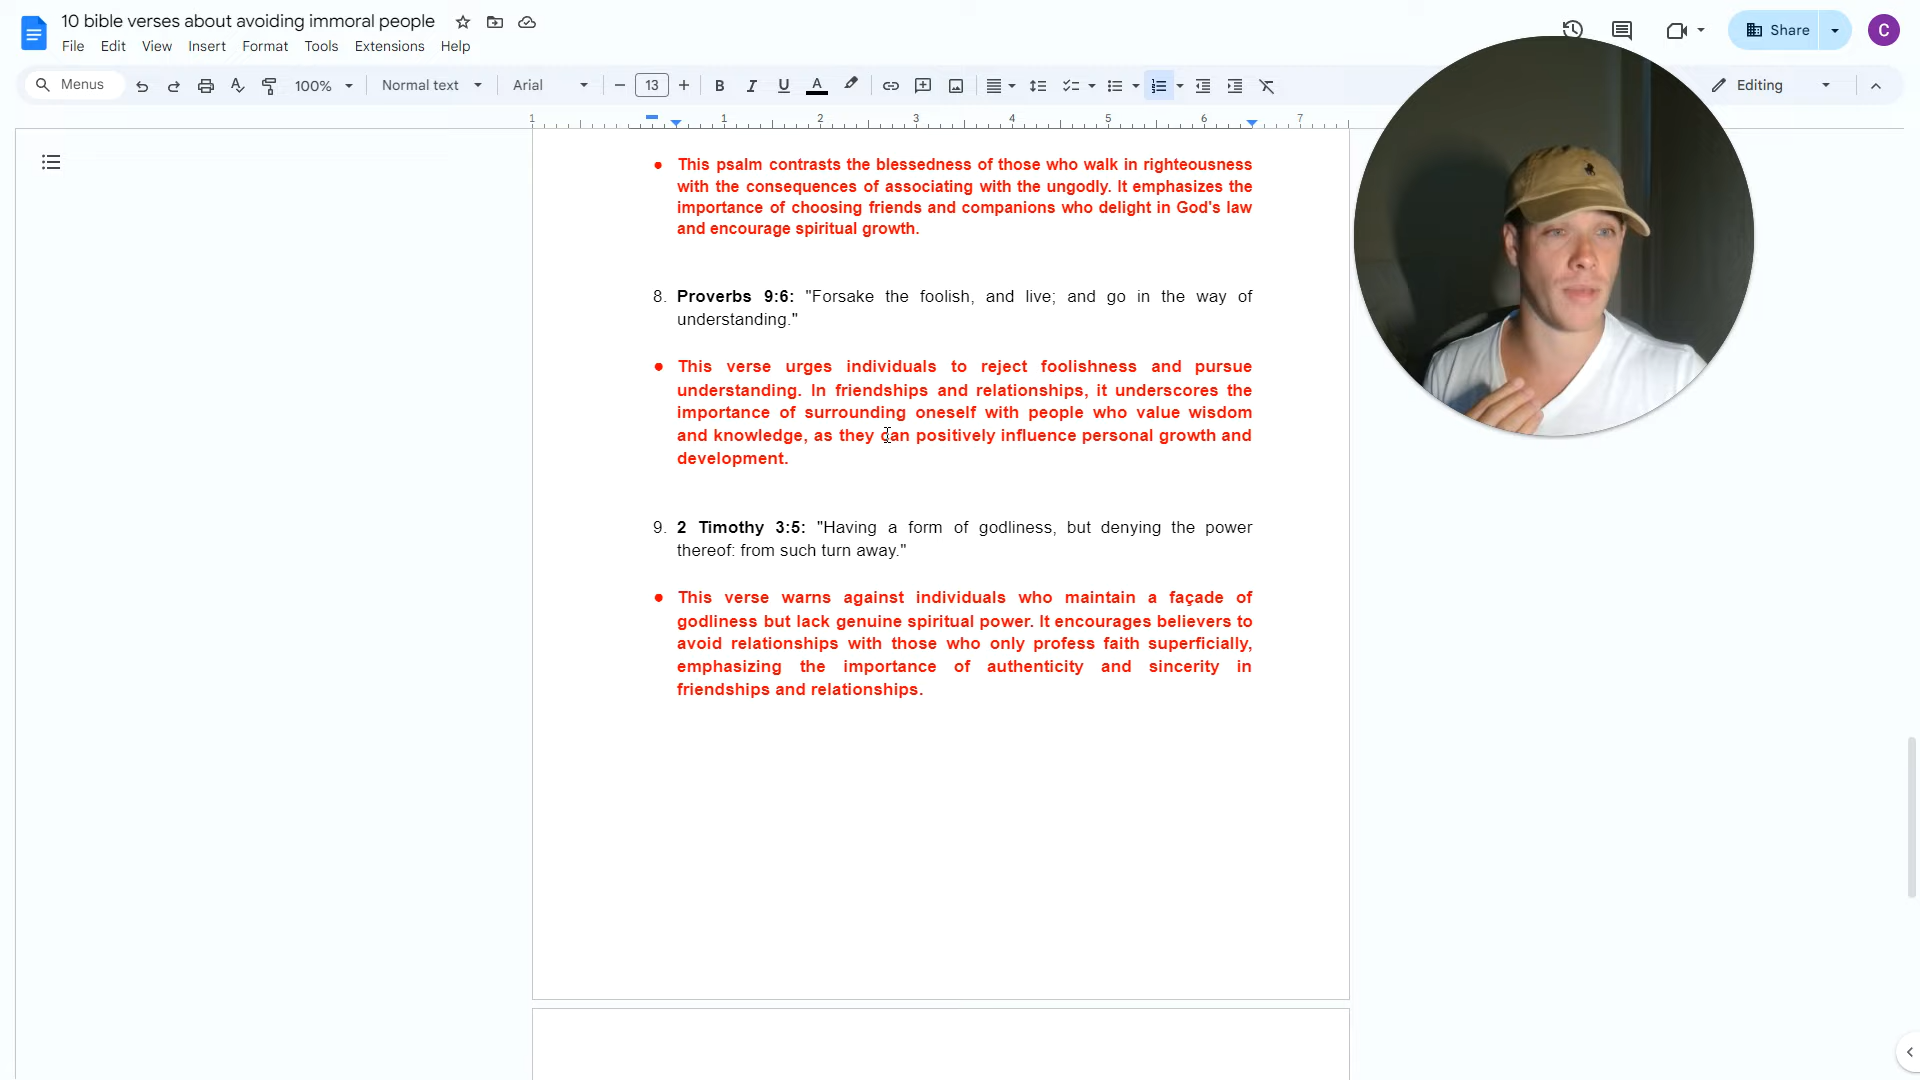 10 bible verses about avoiding immoral people
File Edit View Insert Format Tools Extensions Help
Share
C
Menus
100%
Normal text
Arial
13
B I U A
Editing
1 1 2 3 4 5 6 7
● This psalm contrasts the blessedness of those who walk in righteousness
with the consequences of associating with the ungodly. It emphasizes the
importance of choosing friends and companions who delight in God's law
and encourage spiritual growth.
8. Proverbs 9:6: "Forsake the foolish, and live; and go in the way of
understanding."
● This verse urges individuals to reject foolishness and pursue
understanding. In friendships and relationships, it underscores the
importance of surrounding oneself with people who value wisdom
and knowledge, as they can positively influence personal growth and
development.
9. 2 Timothy 3:5: "Having a form of godliness, but denying the power
thereof: from such turn away."
● This verse warns against individuals who maintain a façade of
godliness but lack genuine spiritual power. It encourages believers to
avoid relationships with those who only profess faith superficially,
emphasizing the importance of authenticity and sincerity in
friendships and relationships.